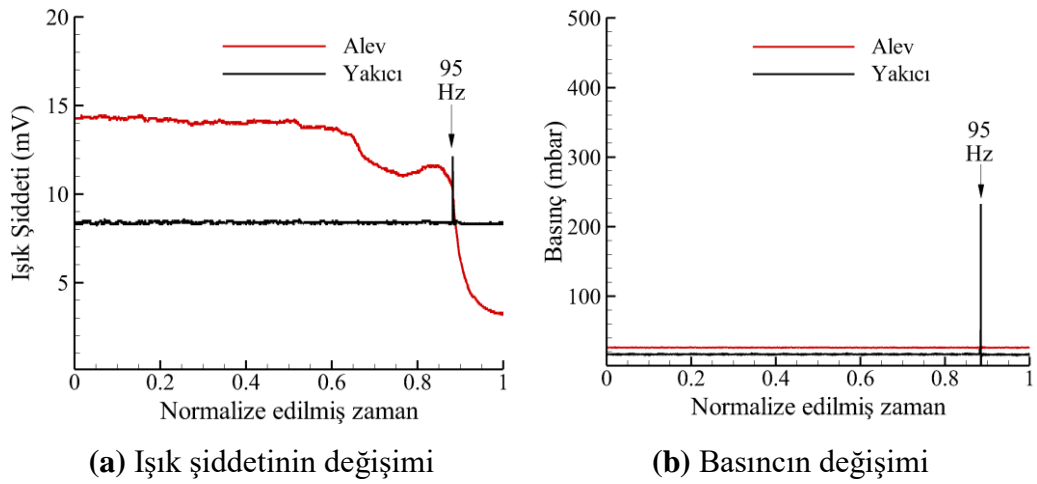 20
15
10
5
Işık Şiddeti (mV)
Alev
Yakıcı
95
Hz
0 0.2 0.4 0.6 0.8 1
Normalize edilmiş zaman
(a) Işık şiddetinin değişimi
500
400
300
200
100
Basınç (mbar)
Alev
Yakıcı
95
Hz
0 0.2 0.4 0.6 0.8 1
Normalize edilmiş zaman
(b) Basıncın değişimi